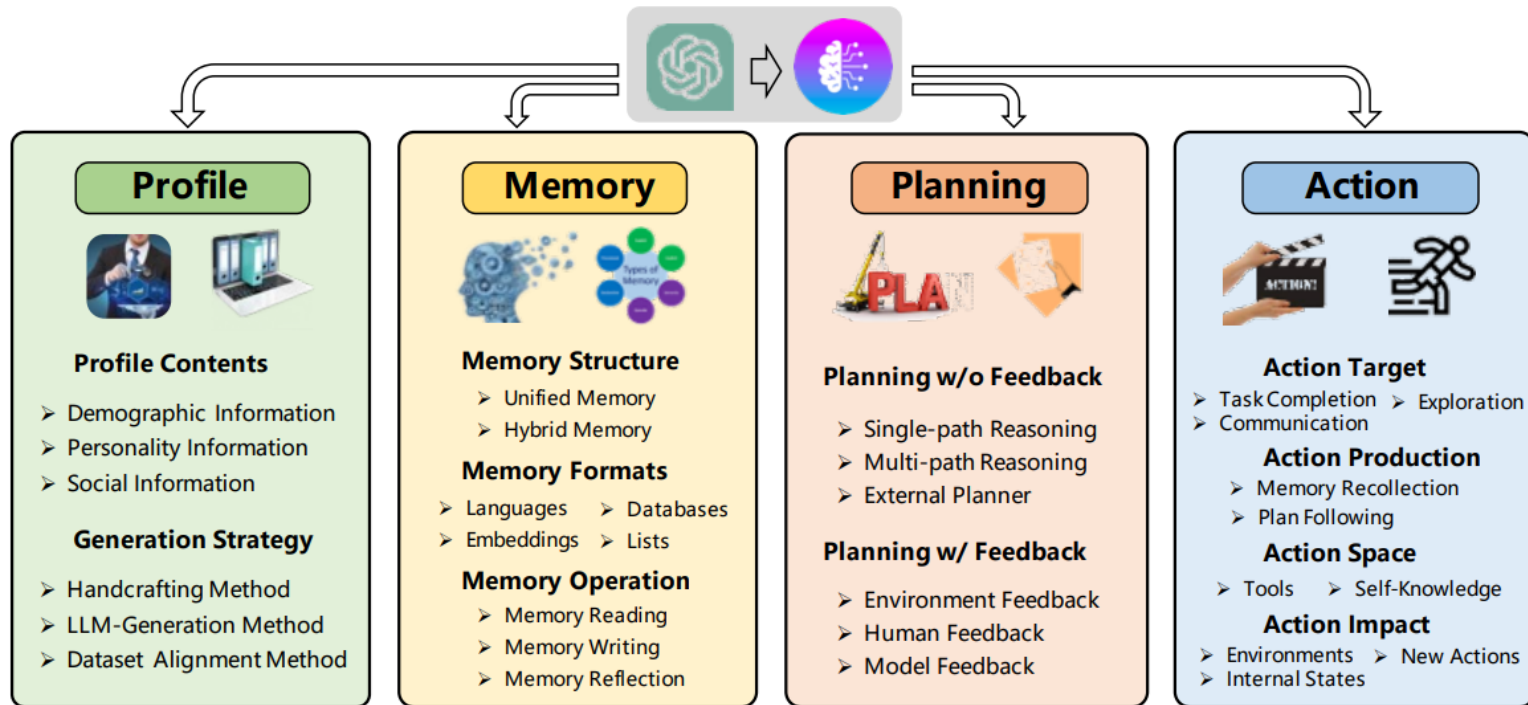 Profile
Profile Contents
➢ Demographic Information
➢ Personality Information
➢ Social Information
Generation Strategy
➢ Handcrafting Method
➢ LLM-Generation Method
➢ Dataset Alignment Method
Memory
Types of
Memory
Memory Structure
➢ Unified Memory
➢ Hybrid Memory
Memory Formats
➢ Languages ➢ Databases
➢ Embeddings ➢ Lists
Memory Operation
➢ Memory Reading
➢ Memory Writing
➢ Memory Reflection
Planning
PLAN
Planning w/o Feedback
➢ Single-path Reasoning
➢ Multi-path Reasoning
➢ External Planner
Planning w/ Feedback
➢ Environment Feedback
➢ Human Feedback
➢ Model Feedback
Action
ACTION!
Action Target
➢ Task Completion ➢ Exploration
➢ Communication
Action Production
➢ Memory Recollection
➢ Plan Following
Action Space
➢ Tools ➢ Self-Knowledge
Action Impact
➢ Environments ➢ New Actions
➢ Internal States